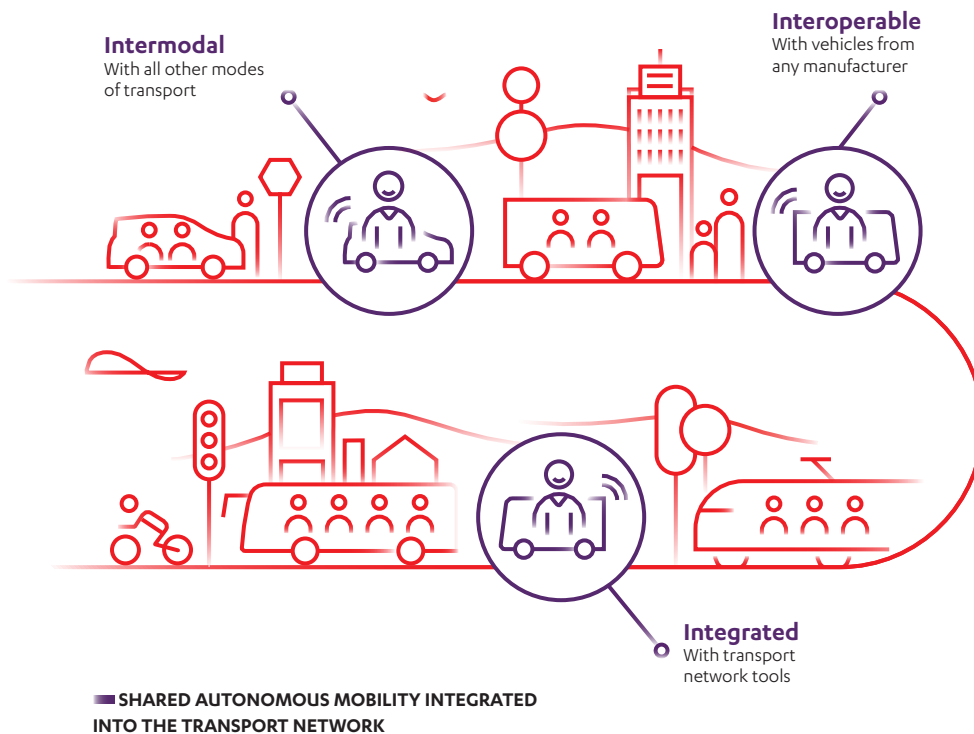 Intermodal
With all other modes
of transport
Interoperable
With vehicles from
any manufacturer
Integrated
With transport
network tools
SHARED AUTONOMOUS MOBILITY INTEGRATED
INTO THE TRANSPORT NETWORK